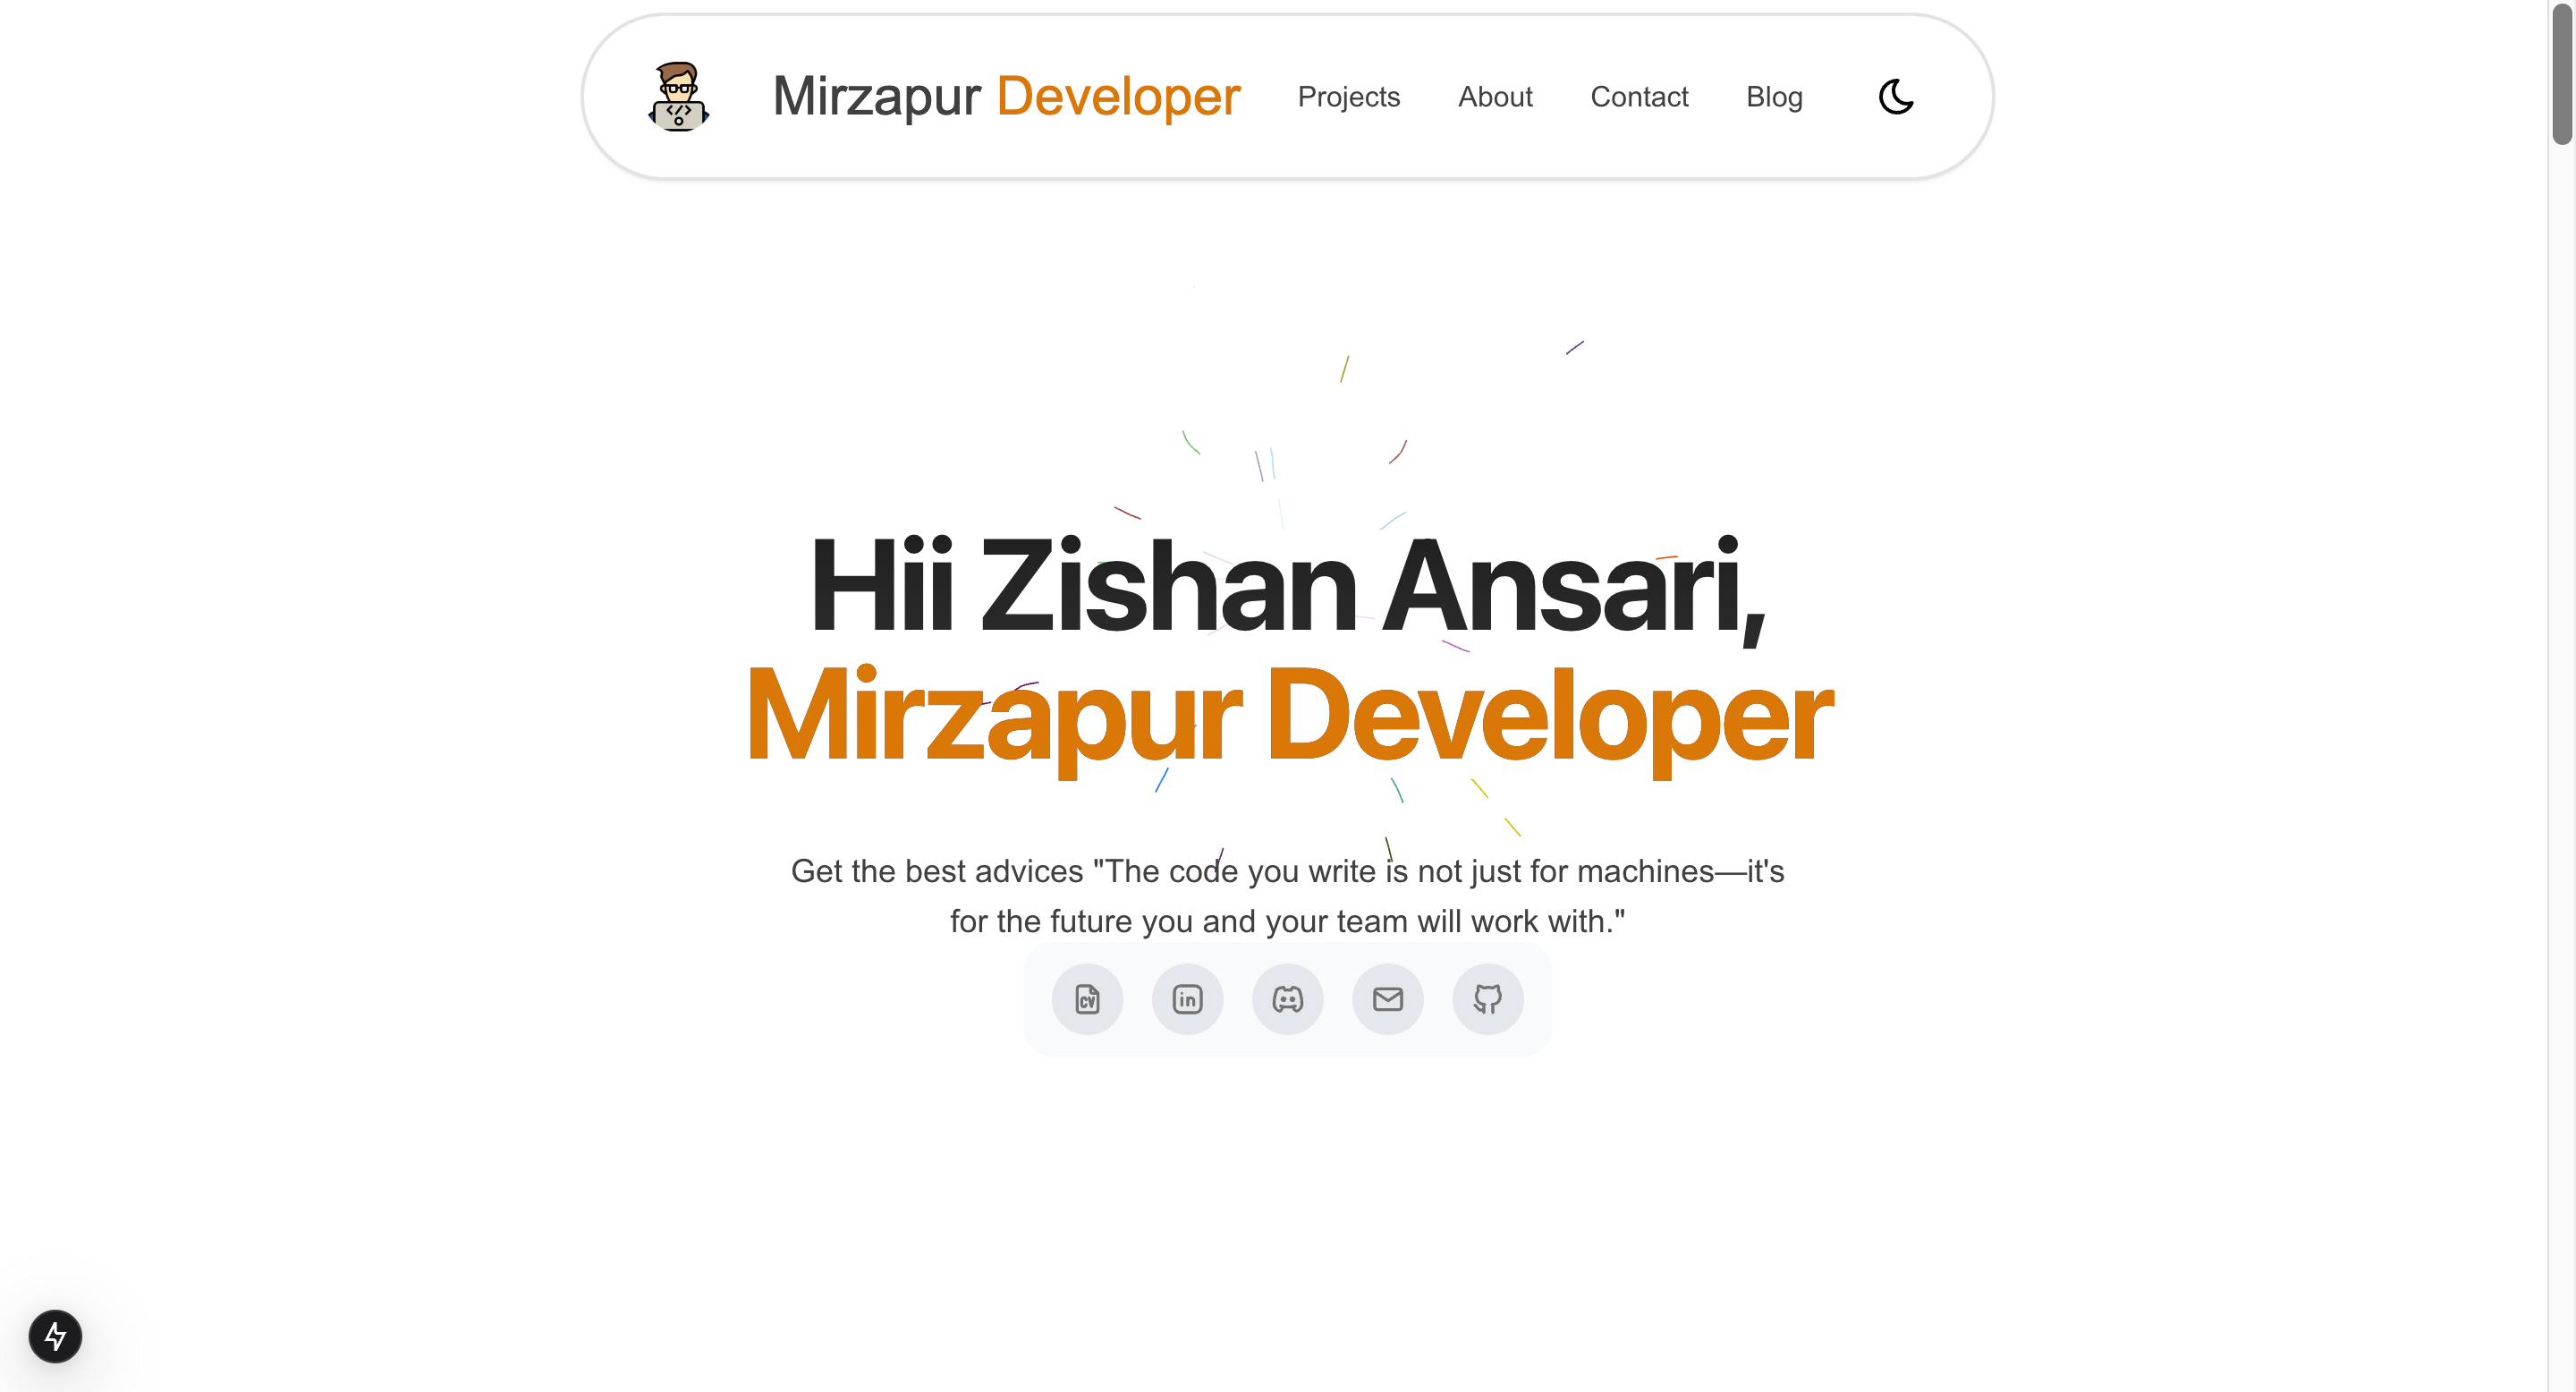 Mirzapur Developer
Projects
About
Contact
Blog
Hii Zishan Ansari,
Mirzapur Developer
Get the best advices "The code you write is not just for machines—it's
for the future you and your team will work with."
CV
in